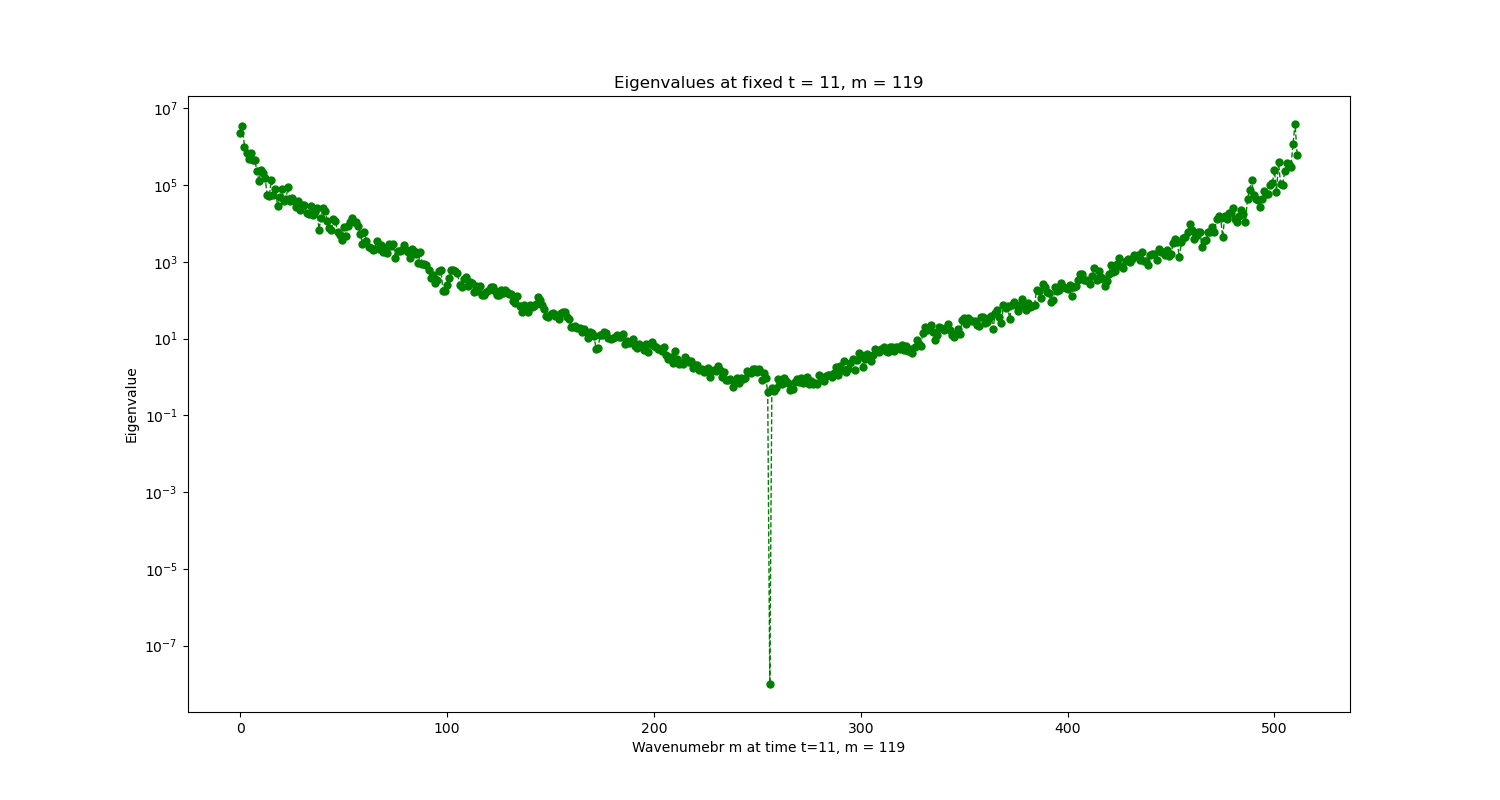 Eigenvalues at fixed t = 11, m = 119
10^7
10^5
10^3
10^1
10^-1
10^-3
10^-5
10^-7
Eigenvalue
0 100 200 300 400 500
Wavenumebr m at time t=11, m = 119